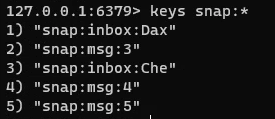 127.0.0.1:6379> keys snap:*
1) "snap:inbox:Dax"
2) "snap:msg:3"
3) "snap:inbox:Che"
4) "snap:msg:4"
5) "snap:msg:5"